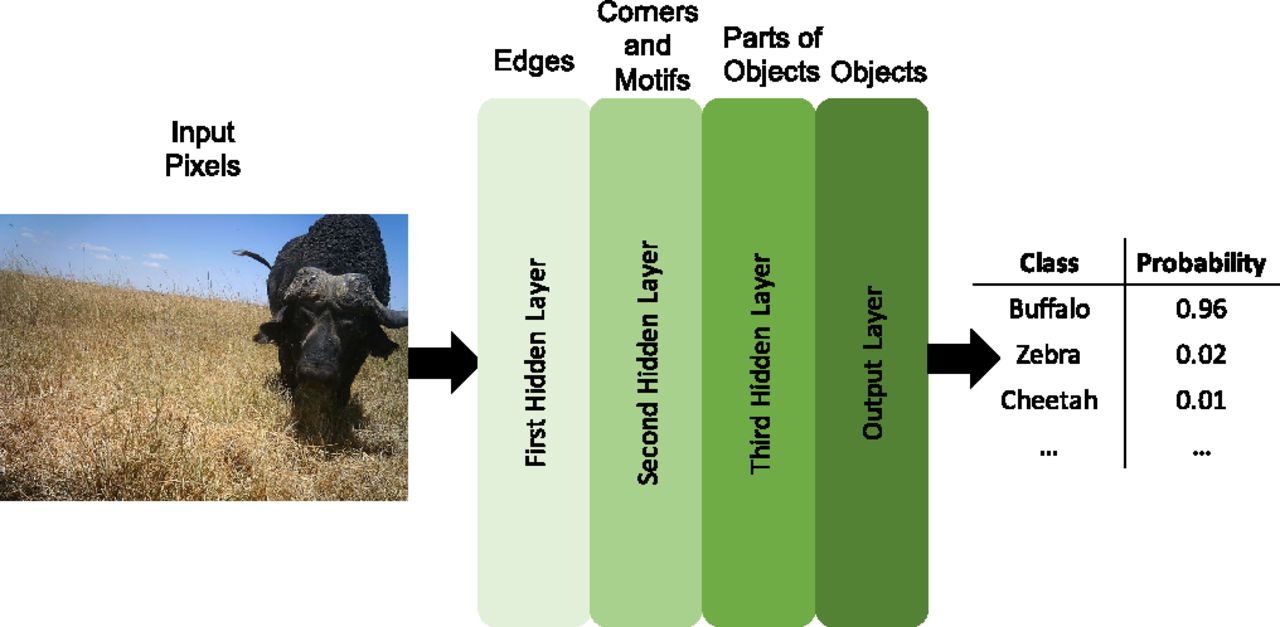 Input
Pixels
Edges
Corners
and
Motifs
Parts of
Objects
Objects
First Hidden Layer
Second Hidden Layer
Third Hidden Layer
Output Layer
Class Probability
Buffalo 0.96
Zebra 0.02
Cheetah 0.01
... ...